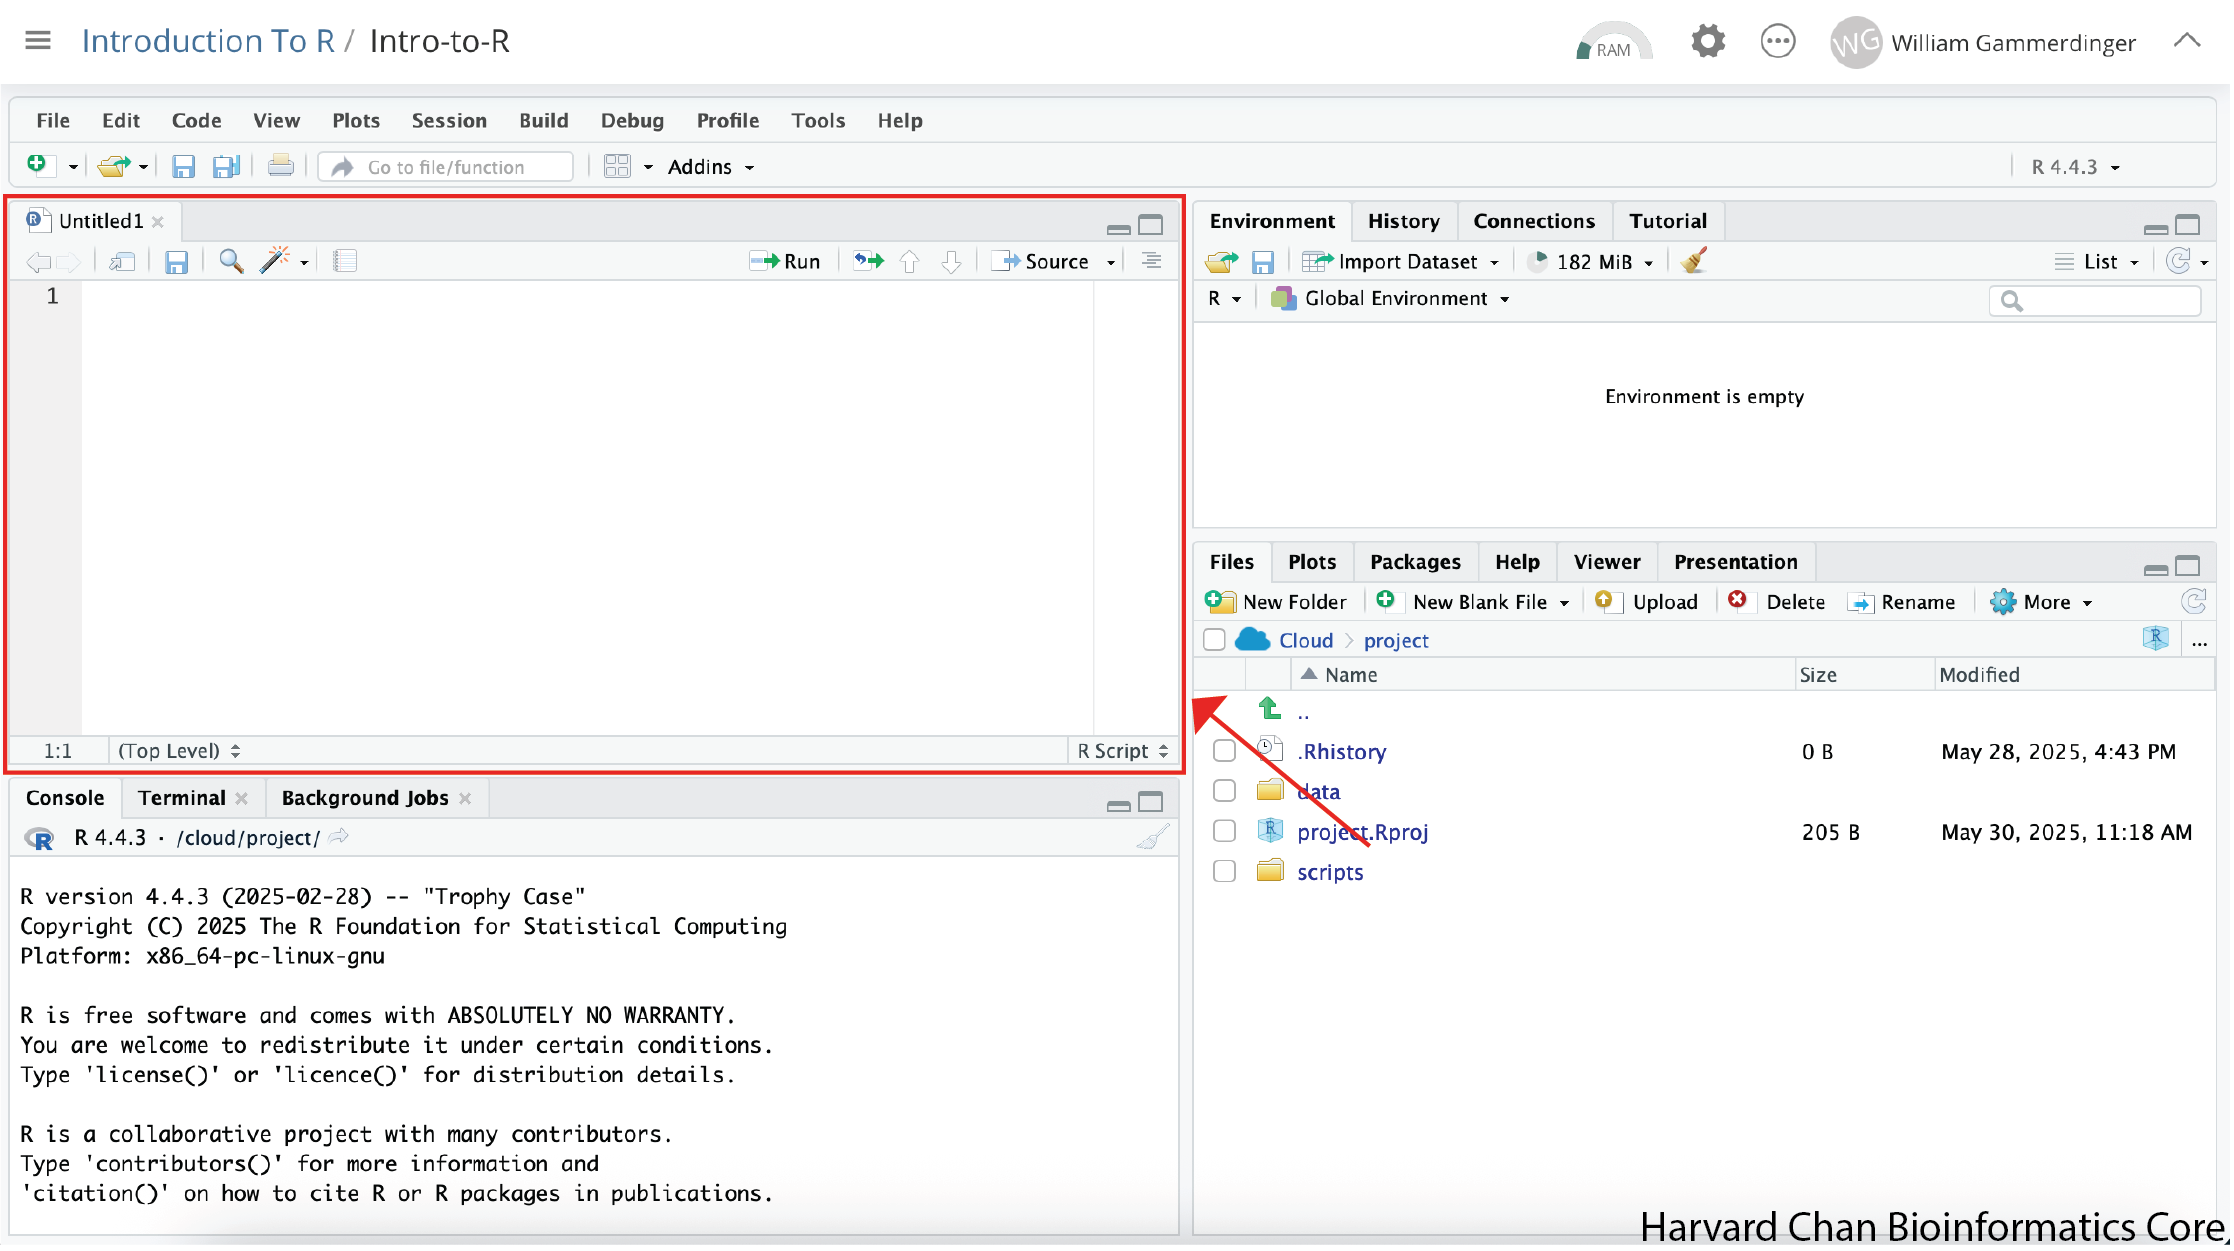 Introduction To R / Intro-to-R
RAM
WG
William Gammerdinger
File Edit Code View Plots Session Build Debug Profile Tools Help
Go to file/function
Addins
R 4.4.3
Untitled1
Run
Source
1
1:1
(Top Level)
R Script
Console
Terminal
Background Jobs
R 4.4.3 · /cloud/project/
R version 4.4.3 (2025-02-28) -- "Trophy Case"
Copyright (C) 2025 The R Foundation for Statistical Computing
Platform: x86_64-pc-linux-gnu
R is free software and comes with ABSOLUTELY NO WARRANTY.
You are welcome to redistribute it under certain conditions.
Type 'license()' or 'licence()' for distribution details.
R is a collaborative project with many contributors.
Type 'contributors()' for more information and
'citation()' on how to cite R or R packages in publications.
Environment History Connections Tutorial
Import Dataset
182 MiB
List
R
Global Environment
Environment is empty
Files Plots Packages Help Viewer Presentation
New Folder New Blank File Upload Delete Rename More
Cloud project
...
Name Size Modified
..
.Rhistory 0 B May 28, 2025, 4:43 PM
data
project.Rproj 205 B May 30, 2025, 11:18 AM
scripts
Harvard Chan Bioinformatics Core